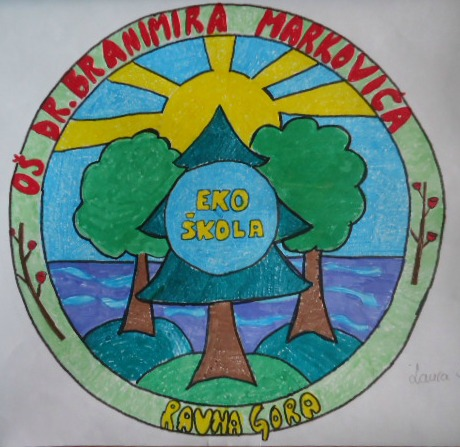 OŠ DR. BRANIMIRA MARKOVIĆA
EKO
ŠKOLA
RAVNA GORA
Laura